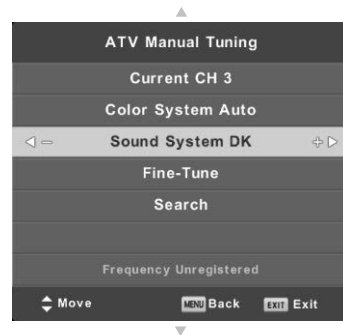 ATV Manual Tuning
Current CH 3
Color System Auto
Sound System DK
Fine-Tune
Search
Frequency Unregistered
Move MENU Back EXIT Exit